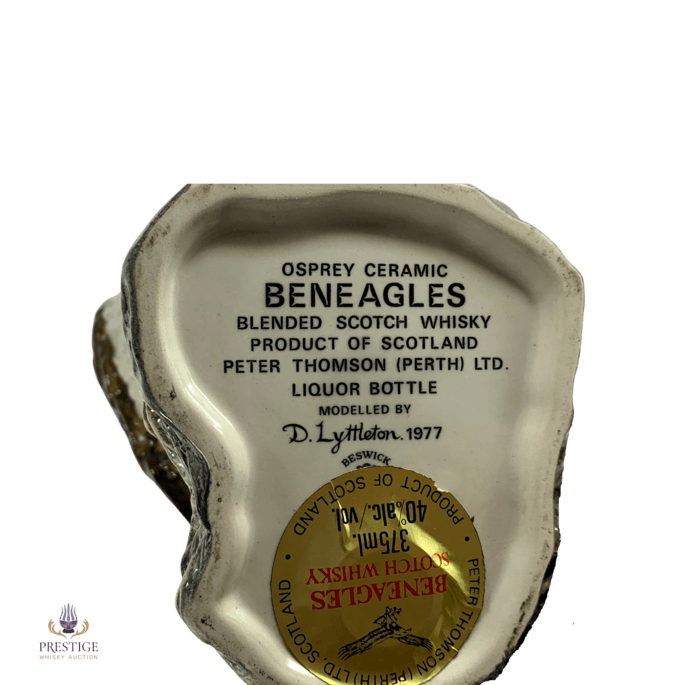 OSPREY CERAMIC
BENEAGLES
BLENDED SCOTCH WHISKY
PRODUCT OF SCOTLAND
PETER THOMSON (PERTH) LTD.
LIQUOR BOTTLE
MODELLED BY
D. Lyttleton. 1977
BESWICK
PETER THOMSON (PERTH) LTD. SCOTLAND • PRODUCT OF SCOTLAND •
BENEAGLES
SCOTCH WHISKY
375ml.
40%alc./vol.
PRESTIGE
WHISKY AUCTION